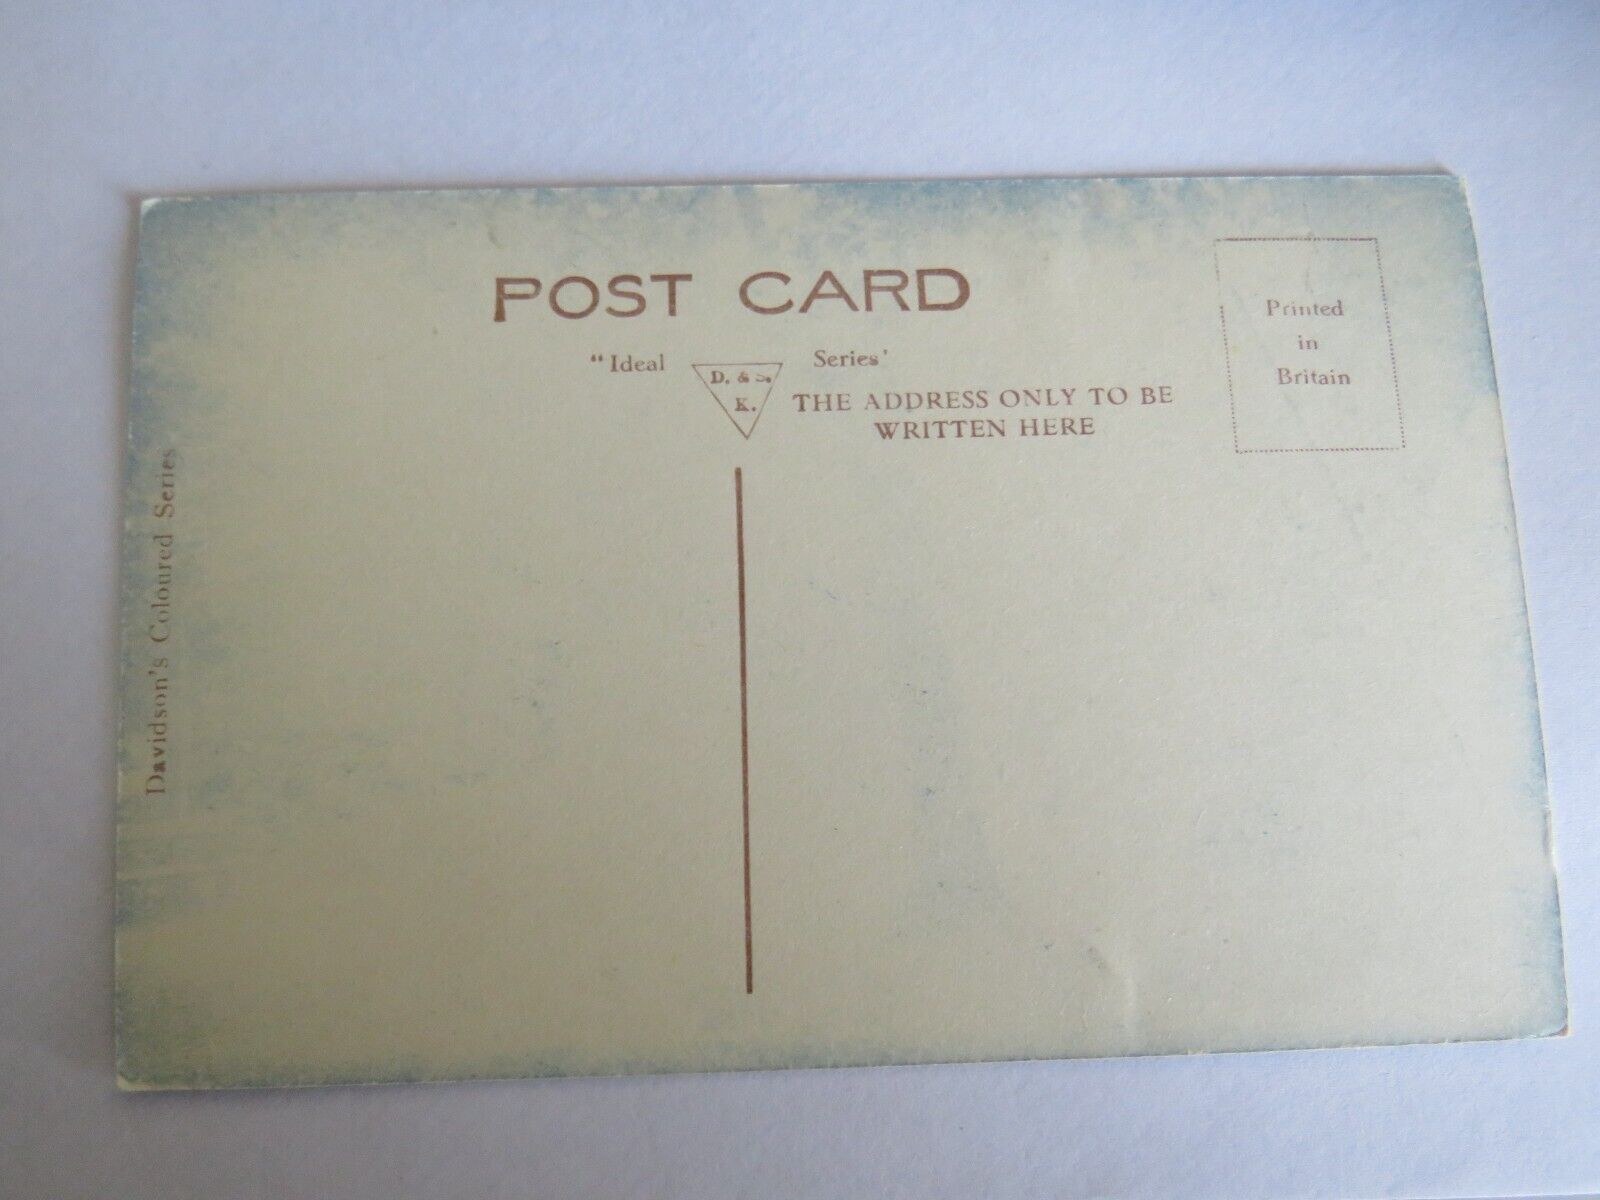 POST CARD
"Ideal
D. & S.
K.
Series'
THE ADDRESS ONLY TO BE
WRITTEN HERE
Printed
in
Britain
Davidson's Coloured Series